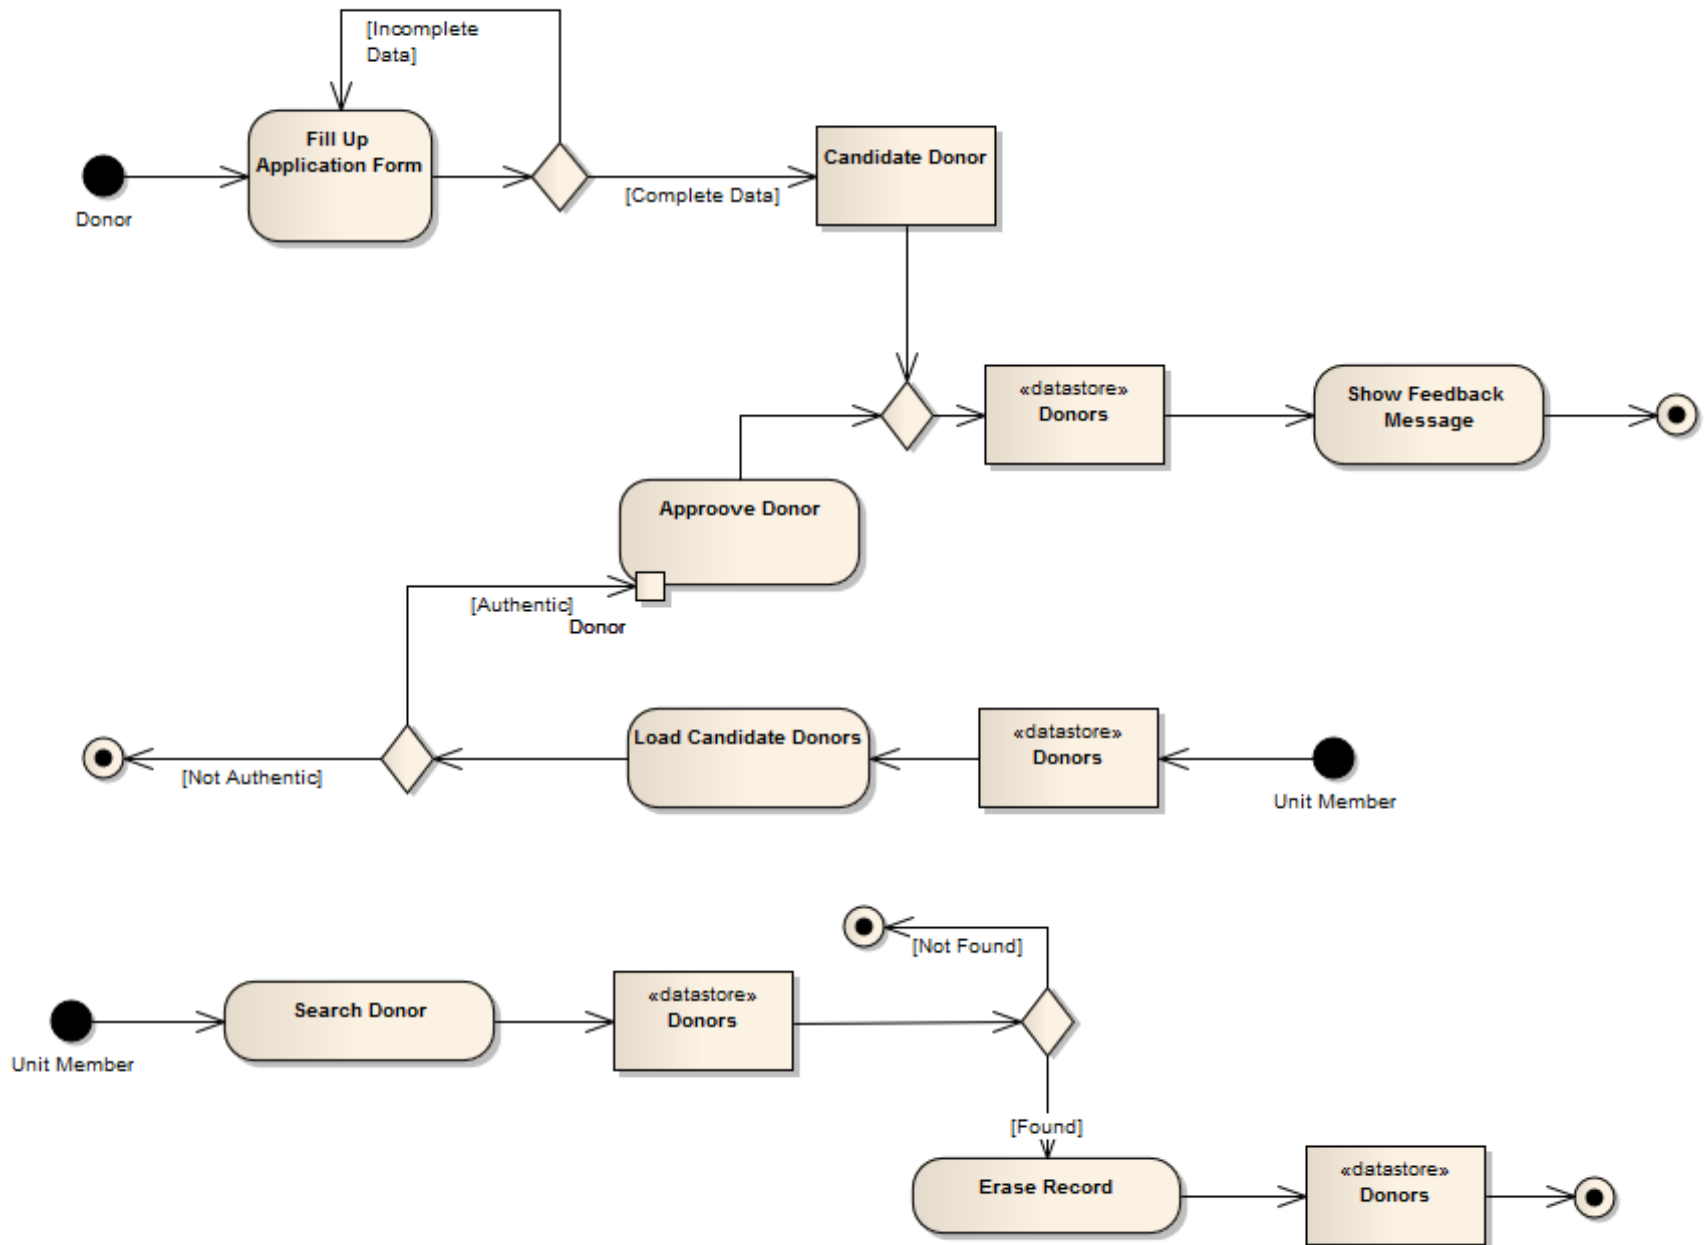 [Incomplete
Data]
Fill Up
Application Form
Donor
[Complete Data]
Candidate Donor
«datastore»
Donors
Show Feedback
Message
Approove Donor
[Authentic]
Donor
[Not Authentic]
Load Candidate Donors
«datastore»
Donors
Unit Member
[Not Found]
Unit Member
Search Donor
«datastore»
Donors
[Found]
Erase Record
«datastore»
Donors